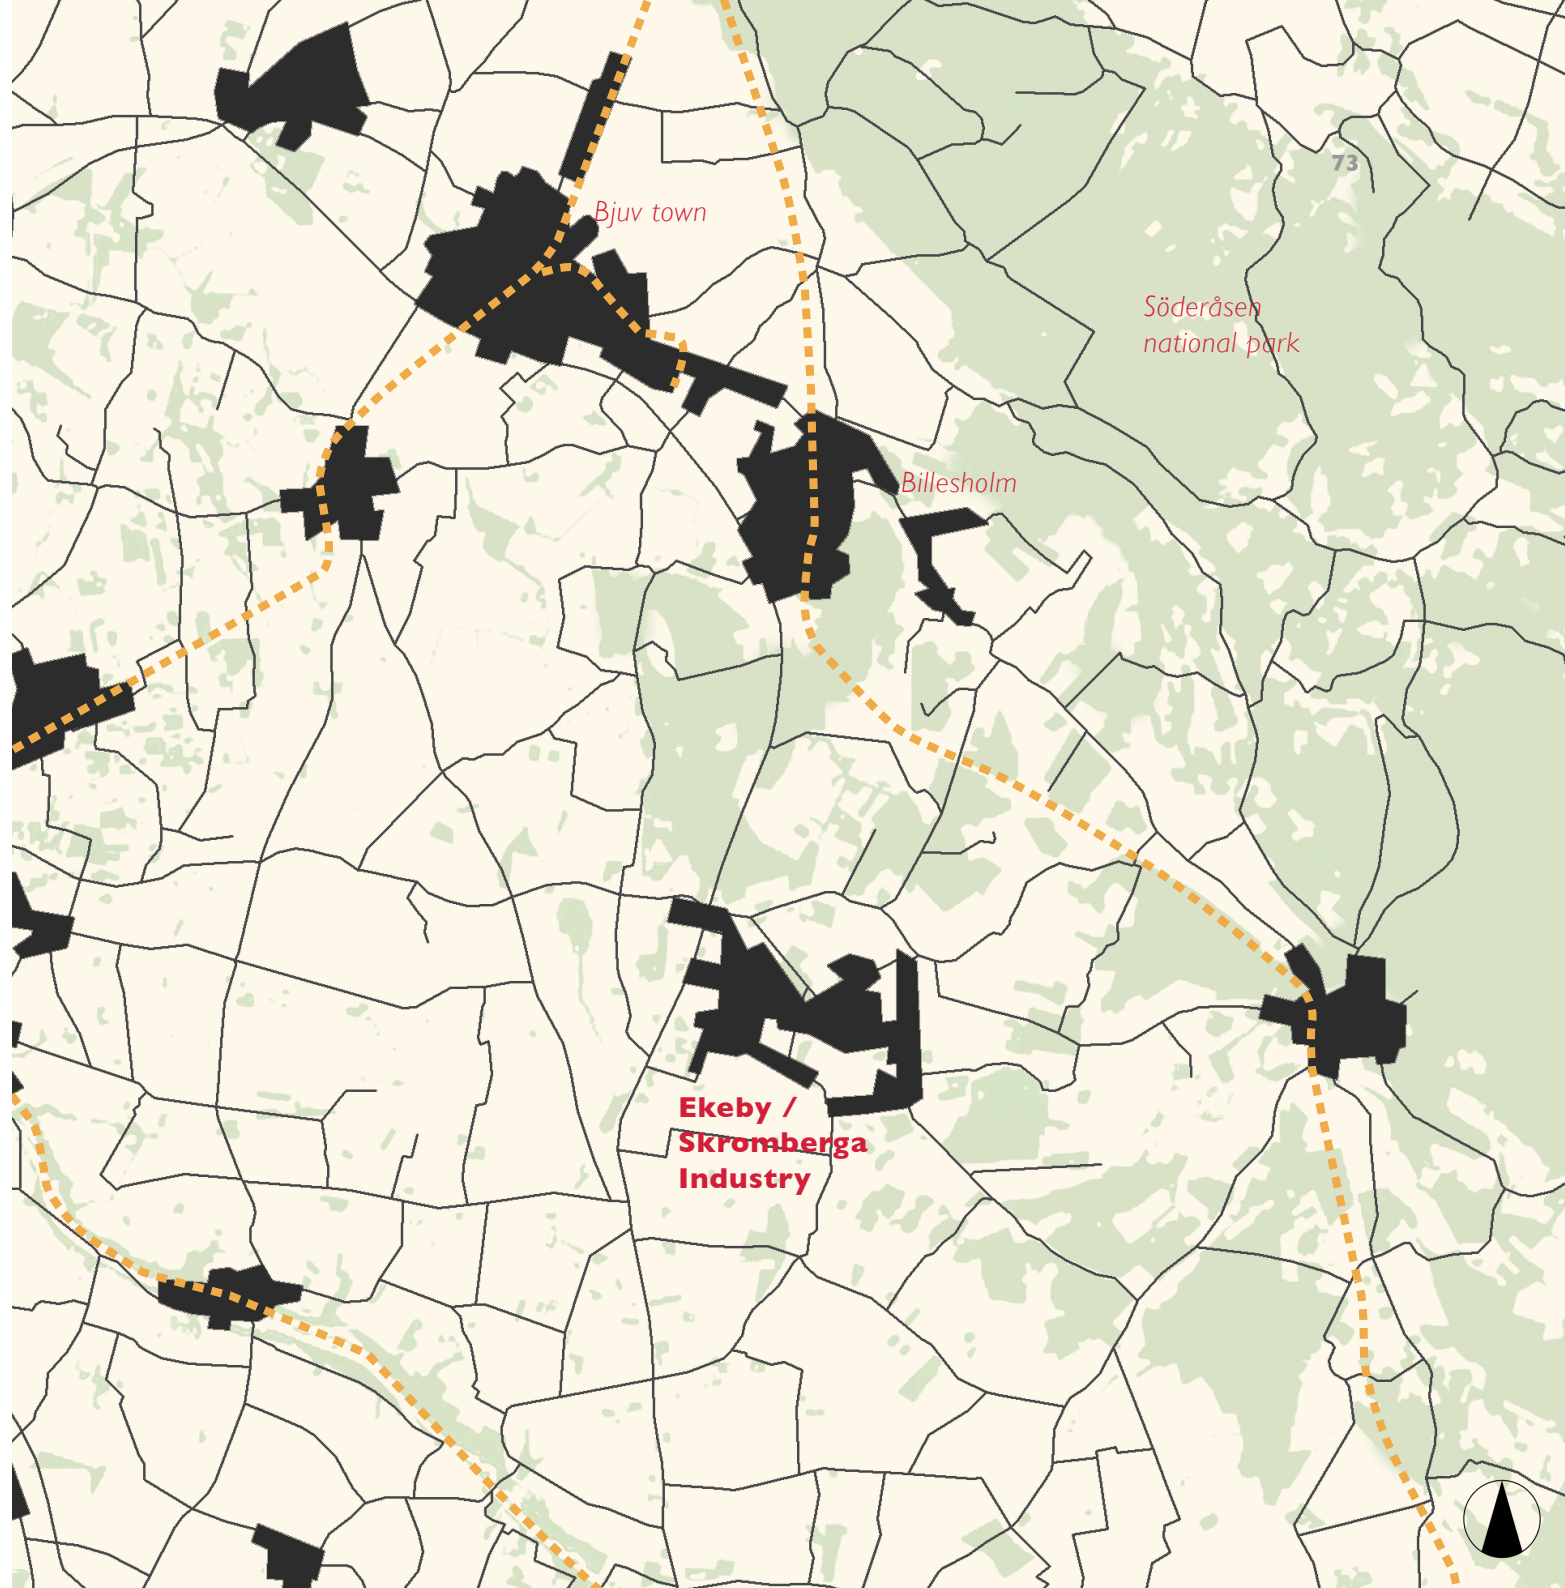 73
Bjuv town
Söderåsen
national park
Billesholm
Ekeby /
Skromberga
Industry